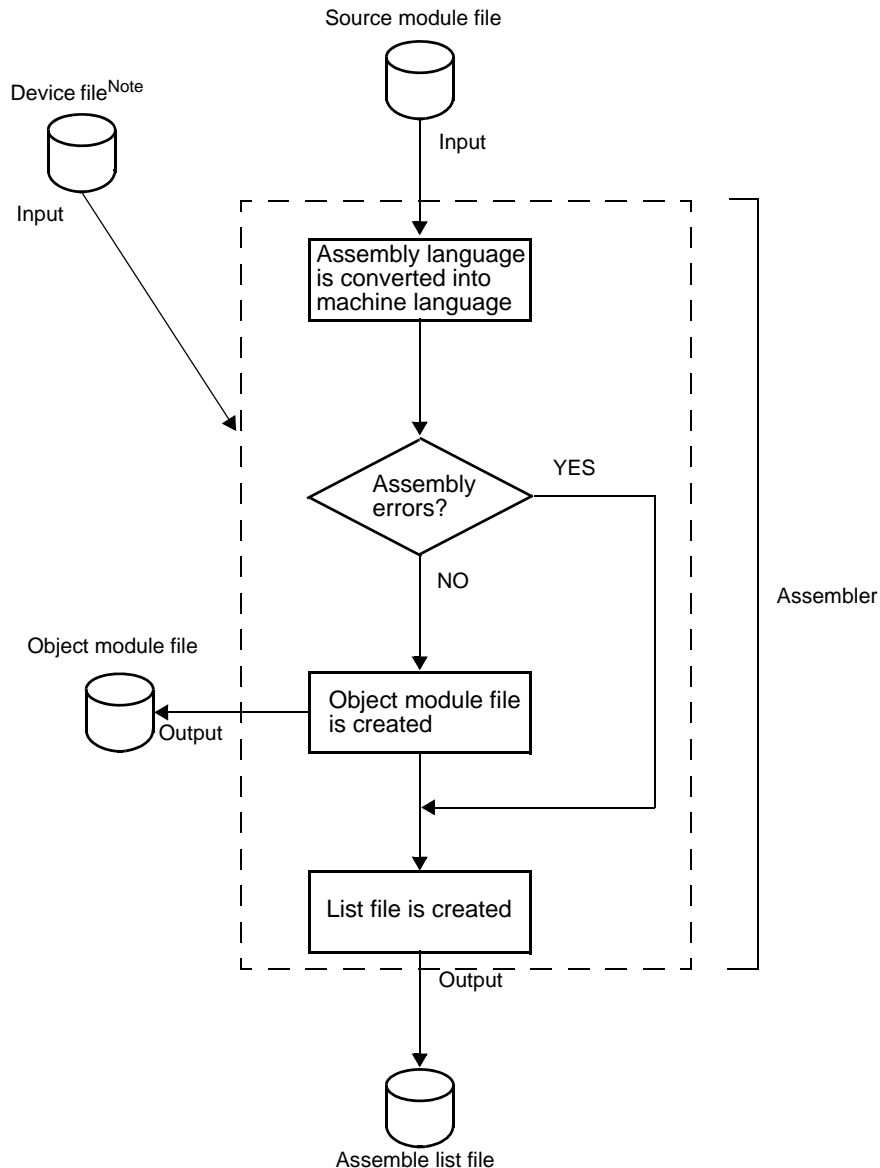 Source module file
Device fileNote
Input
Input
Assembly language
is converted into
machine language
Assembly
errors?
YES
NO
Assembler
Object module file
Object module file
is created
Output
List file is created
Output
Assemble list file